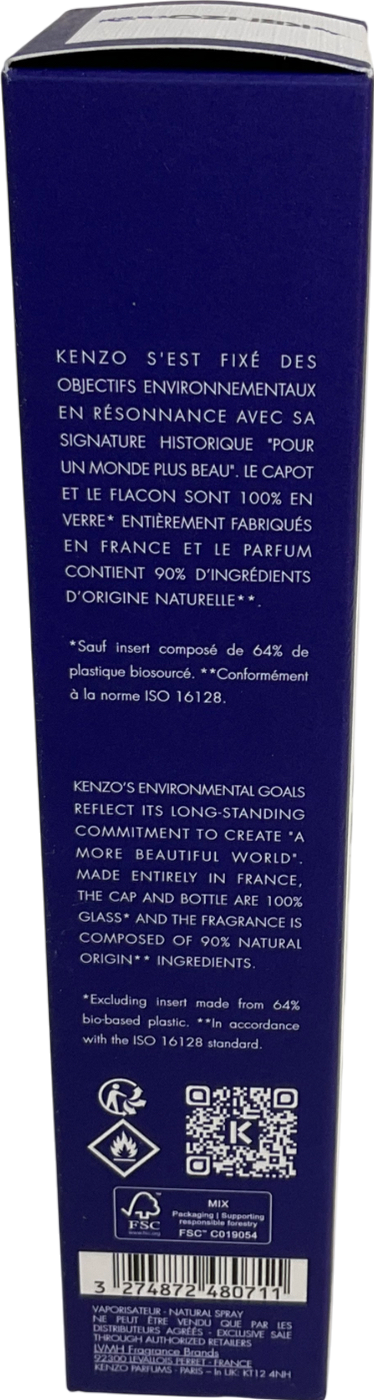 KENZO S'EST FIXÉ DES
OBJECTIFS ENVIRONNEMENTAUX
EN RÉSONNANCE AVEC SA
SIGNATURE HISTORIQUE "POUR
UN MONDE PLUS BEAU". LE CAPOT
ET LE FLACON SONT 100% EN
VERRE* ENTIÈREMENT FABRIQUÉS
EN FRANCE ET LE PARFUM
CONTIENT 90% D'INGRÉDIENTS
D'ORIGINE NATURELLE**.
*Sauf insert composé de 64% de
plastique biosourcé. **Conformément
à la norme ISO 16128.
KENZO'S ENVIRONMENTAL GOALS
REFLECT ITS LONG-STANDING
COMMITMENT TO CREATE "A
MORE BEAUTIFUL WORLD".
MADE ENTIRELY IN FRANCE,
THE CAP AND BOTTLE ARE 100%
GLASS* AND THE FRAGRANCE IS
COMPOSED OF 90% NATURAL
ORIGIN** INGREDIENTS.
*Excluding insert made from 64%
bio-based plastic. **In accordance
with the ISO 16128 standard.
K
FSC
www.fsc.org
MIX
Packaging | Supporting
responsible forestry
FSC™ C019054
3 274872 480711
VAPORISATEUR - NATURAL SPRAY
NE PEUT ÊTRE VENDU QUE PAR LES
DISTRIBUTEURS AGRÉÉS - EXCLUSIVE SALE
THROUGH AUTHORIZED RETAILERS
LVMH Fragrance Brands
92300 LEVALLOIS PERRET - FRANCE
KENZO PARFUMS - PARIS - In UK: KT12 4NH